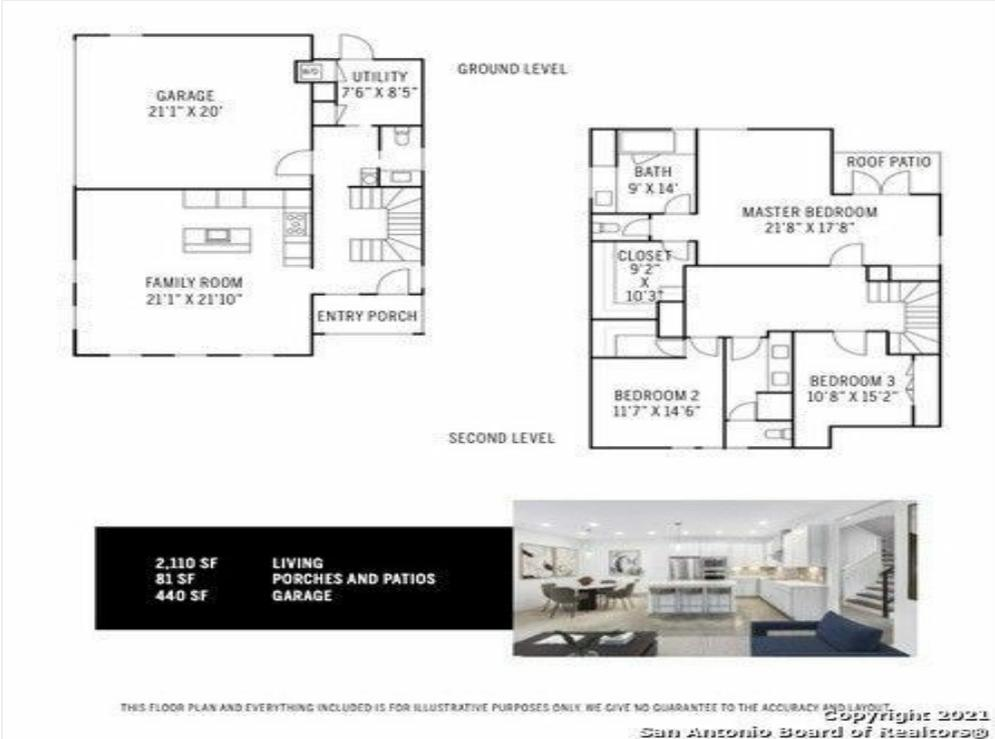 GROUND LEVEL
W/D
UTILITY
7'6" X 8'5"
GARAGE
21'1" X 20'
FAMILY ROOM
21'1" X 21'10"
ENTRY PORCH
BATH
9' X 14'
ROOF PATIO
MASTER BEDROOM
21'8" X 17'8"
CLOSET
9'2"
X
10'3"
BEDROOM 2
11'7" X 14'6"
BEDROOM 3
10'8" X 15'2"
SECOND LEVEL
2,110 SF LIVING
81 SF PORCHES AND PATIOS
440 SF GARAGE
THIS FLOOR PLAN AND EVERYTHING INCLUDED IS FOR ILLUSTRATIVE PURPOSES ONLY. WE GIVE NO GUARANTEE TO THE ACCURACY AND LAYOUT.
Copyright 2021
San Antonio Board of Realtors®